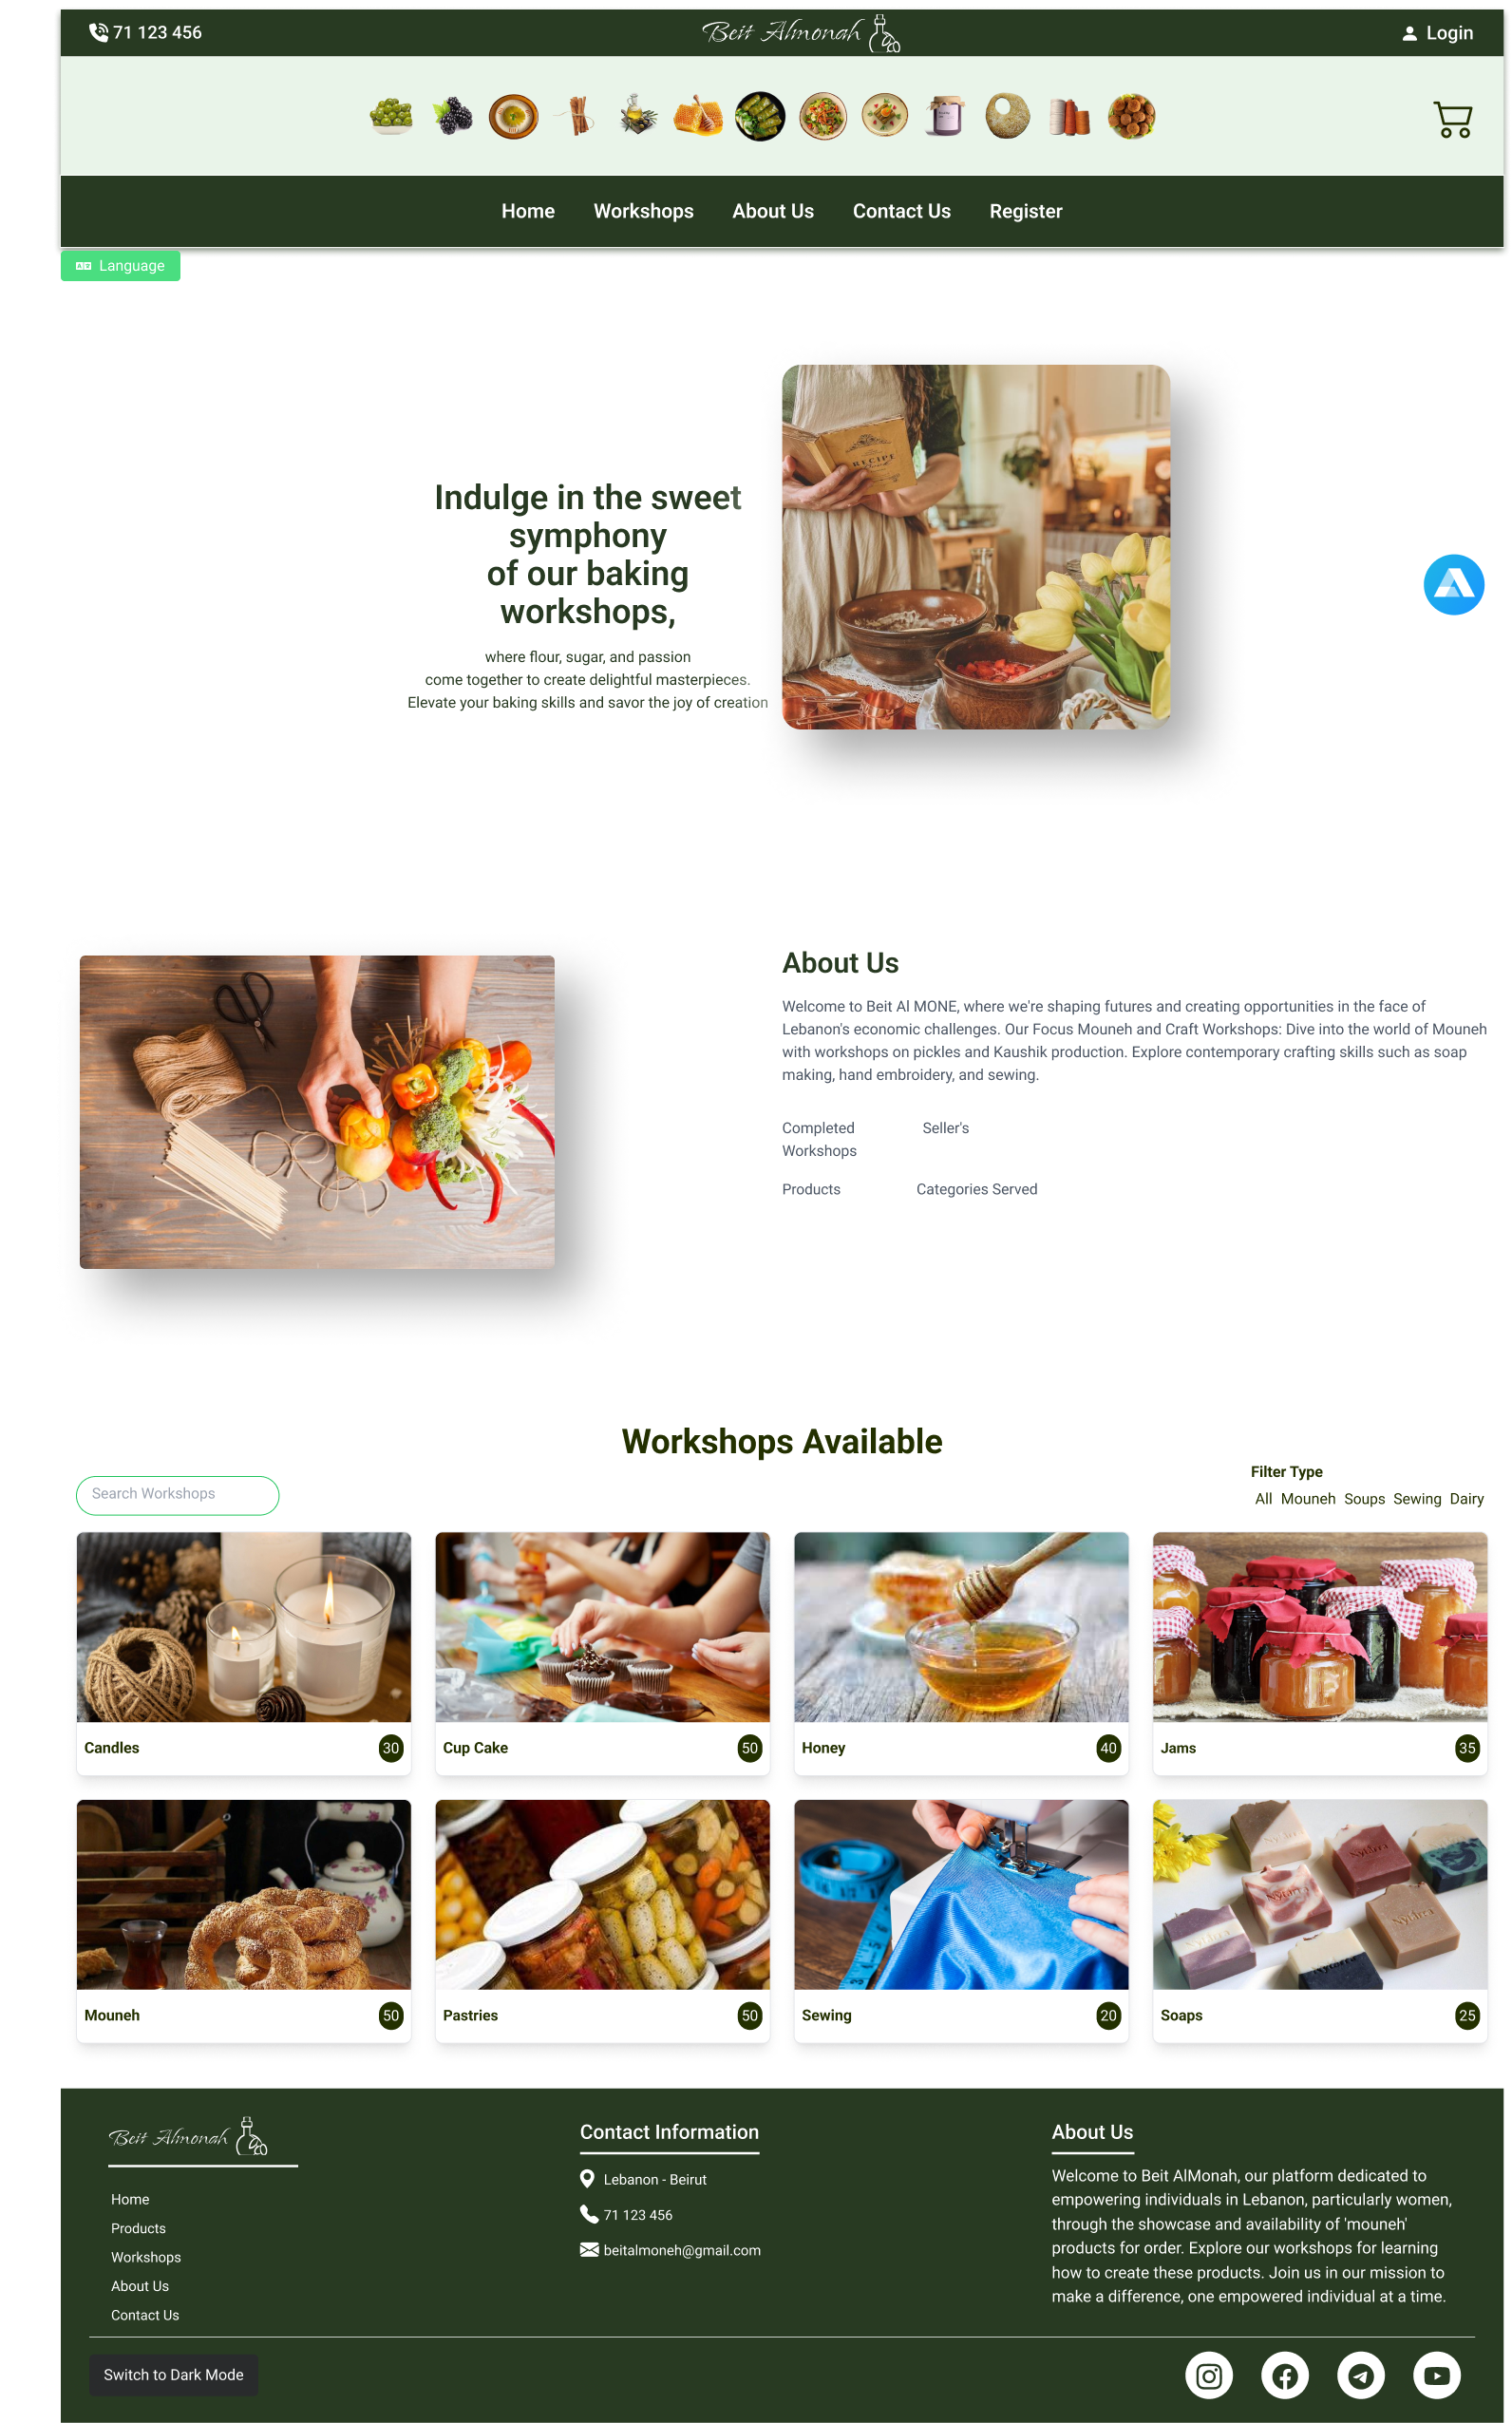 71 123 456
Beit Almonah
Login
Home Workshops About Us Contact Us Register
Language
Indulge in the sweet
symphony
of our baking
workshops,
where flour, sugar, and passion
come together to create delightful masterpieces.
Elevate your baking skills and savor the joy of creation
RECIPE
About Us
Welcome to Beit Al MONE, where we're shaping futures and creating opportunities in the face of
Lebanon's economic challenges. Our Focus Mouneh and Craft Workshops: Dive into the world of Mouneh
with workshops on pickles and Kaushik production. Explore contemporary crafting skills such as soap
making, hand embroidery, and sewing.
Completed
Workshops
Seller's
Products
Categories Served
Workshops Available
Search Workshops
Filter Type
All Mouneh Soups Sewing Dairy
Candles 30
Cup Cake 50
Honey 40
Jams 35
Mouneh 50
Pastries 50
Sewing 20
Soaps 25
Beit Almonah
Home
Products
Workshops
About Us
Contact Us
Contact Information
Lebanon - Beirut
71 123 456
beitalmoneh@gmail.com
About Us
Welcome to Beit AlMonah, our platform dedicated to
empowering individuals in Lebanon, particularly women,
through the showcase and availability of 'mouneh'
products for order. Explore our workshops for learning
how to create these products. Join us in our mission to
make a difference, one empowered individual at a time.
Switch to Dark Mode